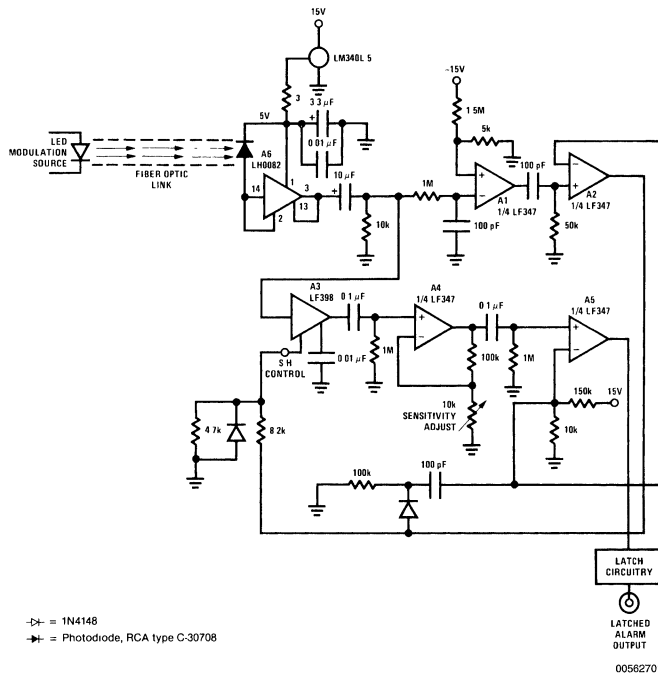 15V
LM340L 5
3
5V
3 3 μF
0 01 μF
LED
MODULATION
SOURCE
FIBER OPTIC
LINK
A6
LH0082
14
1
2
3
13
10 μF
10k
1M
100 pF
-15V
1 5M
5k
A1
1/4 LF347
100 pF
50k
A2
1/4 LF347
A3
LF398
S H
CONTROL
0 01 μF
0 1 μF
1M
A4
1/4 LF347
100k
10k
SENSITIVITY
ADJUST
0 1 μF
1M
A5
1/4 LF347
150k
15V
10k
4 7k
8 2k
100k
100 pF
LATCH
CIRCUITRY
LATCHED
ALARM
OUTPUT
= 1N4148
= Photodiode, RCA type C-30708
0056270